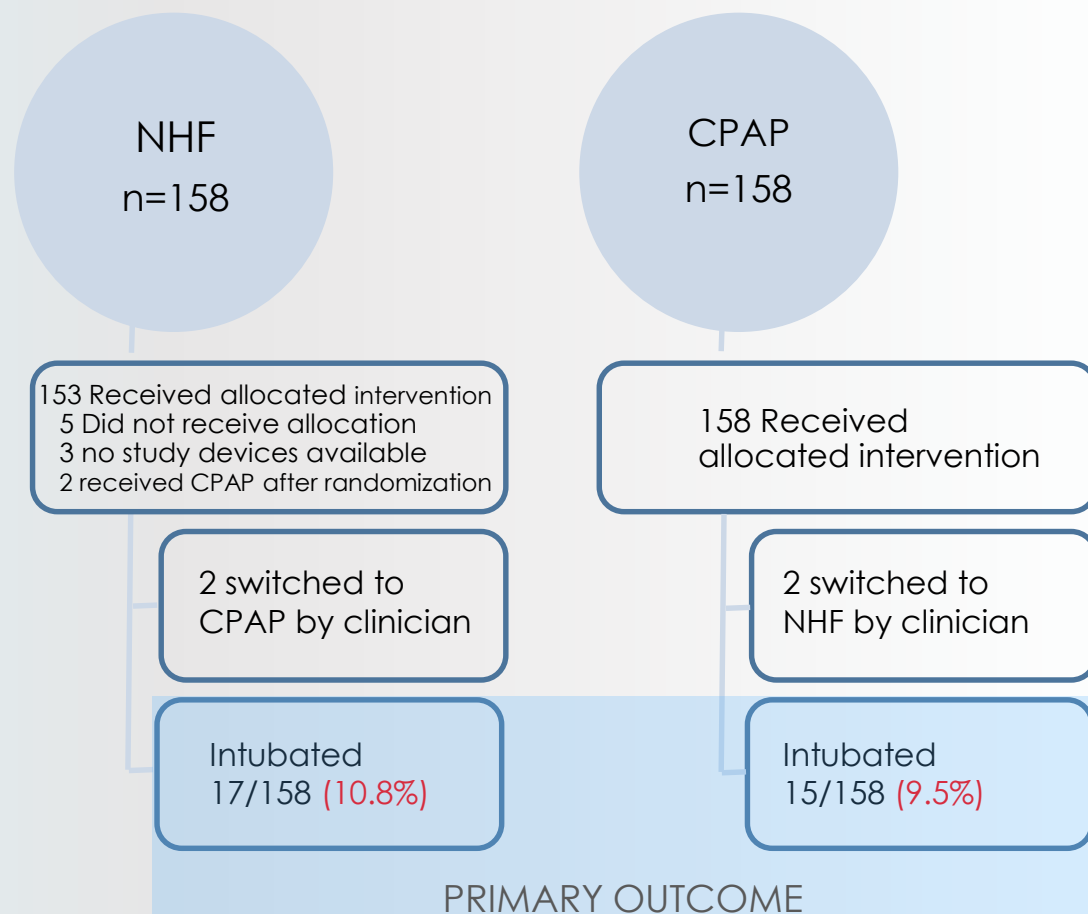 NHF
n=158
CPAP
n=158
153 Received allocated intervention
5 Did not receive allocation
3 no study devices available
2 received CPAP after randomization
158 Received
allocated intervention
2 switched to
CPAP by clinician
2 switched to
NHF by clinician
Intubated
17/158 (10.8%)
Intubated
15/158 (9.5%)
PRIMARY OUTCOME